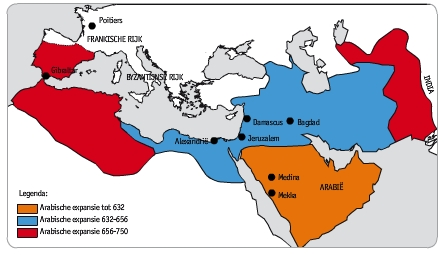 Poitiers
FRANKISCHE RIJK
Gibraltar
BYZANTIJNSE RIJK
INDIA
Damascus
Bagdad
Alexandrië
Jeruzalem
Medina
Mekka
ARABIË
Legenda:
Arabische expansie tot 632
Arabische expansie 632-656
Arabische expansie 656-750